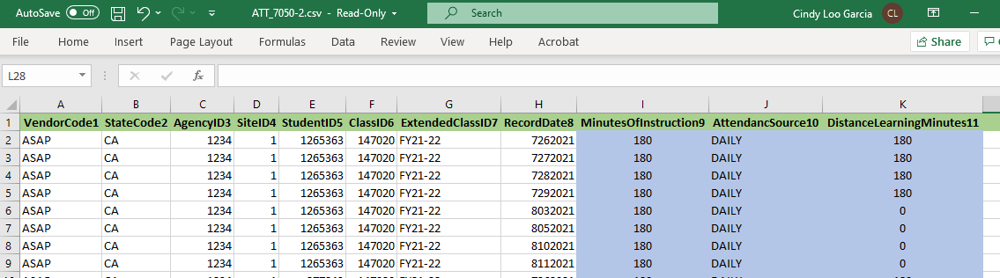 AutoSave Off ATT_7050-2.csv - Read-Only Search Cindy Loo Garcia CL
File Home Insert Page Layout Formulas Data Review View Help Acrobat Share
L28 fx
A B C D E F G H I J K
1 VendorCode1 StateCode2 AgencyID3 SiteID4 StudentID5 ClassID6 ExtendedClassID7 RecordDate8 MinutesOfInstruction9 AttendancSource10 DistanceLearningMinutes11
2 ASAP CA 1234 1 1265363 147020 FY21-22 7262021 180 DAILY 180
3 ASAP CA 1234 1 1265363 147020 FY21-22 7272021 180 DAILY 180
4 ASAP CA 1234 1 1265363 147020 FY21-22 7282021 180 DAILY 180
5 ASAP CA 1234 1 1265363 147020 FY21-22 7292021 180 DAILY 180
6 ASAP CA 1234 1 1265363 147020 FY21-22 8032021 180 DAILY 0
7 ASAP CA 1234 1 1265363 147020 FY21-22 8052021 180 DAILY 0
8 ASAP CA 1234 1 1265363 147020 FY21-22 8102021 180 DAILY 0
9 ASAP CA 1234 1 1265363 147020 FY21-22 8112021 180 DAILY 0